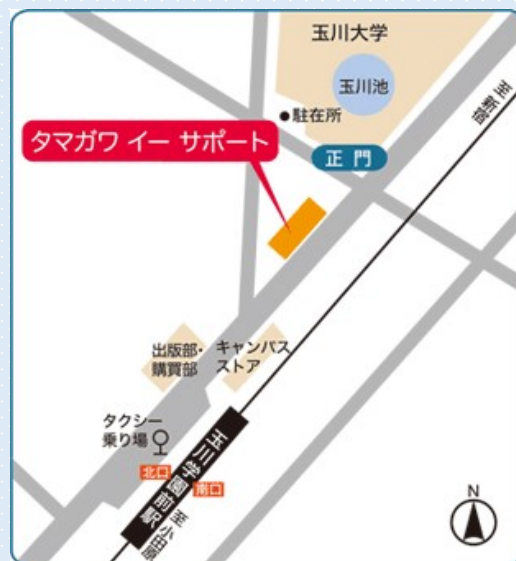 玉川大学
玉川池
至新宿
駐在所
タマガワ イー サポート
正門
出版部・
購買部
キャンパス
ストア
タクシー
乗り場
玉川学園前駅
北口
南口
至小田原
N